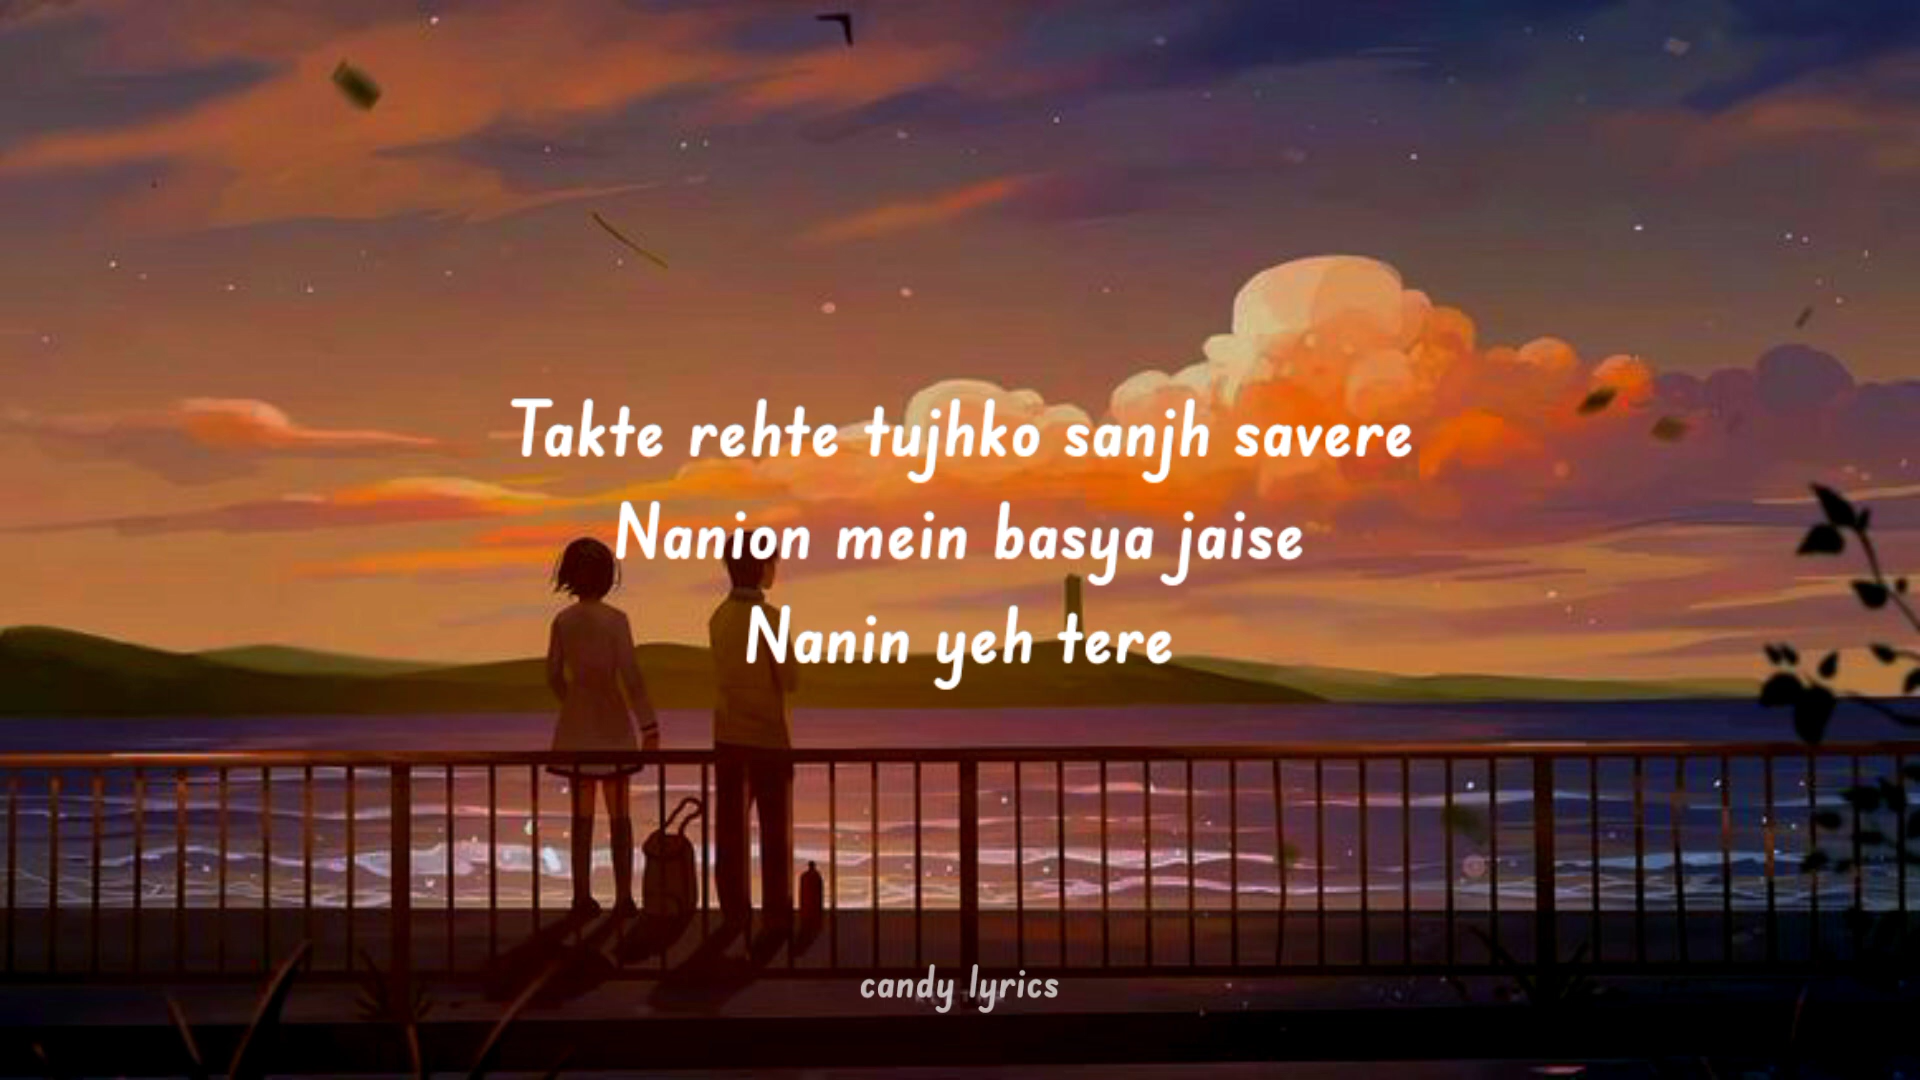 Takte rehte tujhko sanjh savere
Nanion mein basya jaise
Nanin yeh tere
candy lyrics